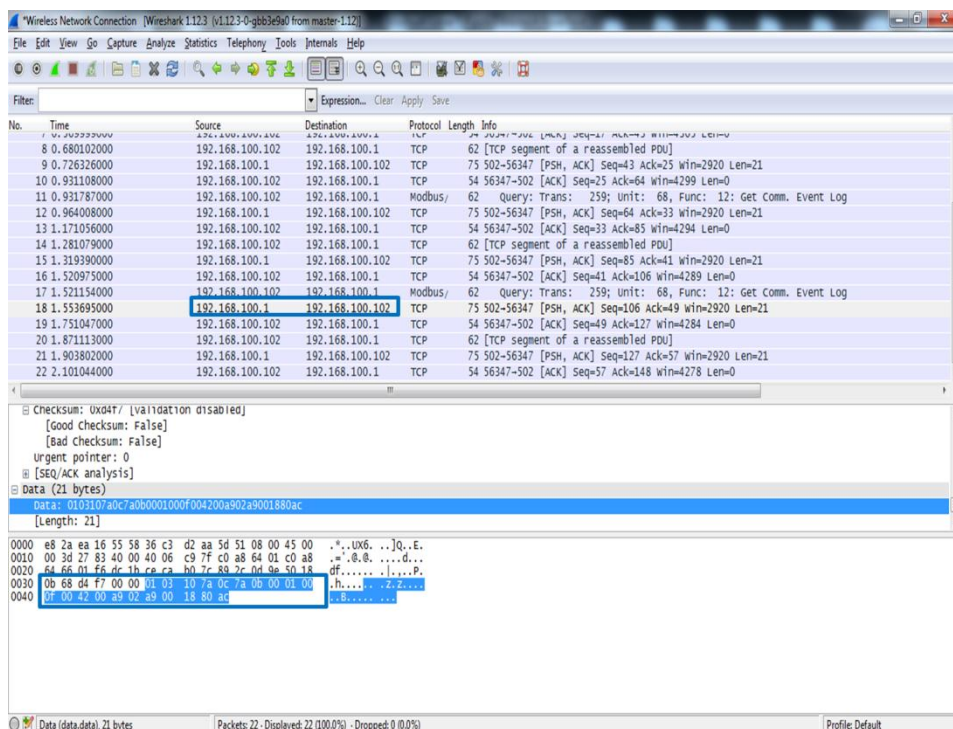 *Wireless Network Connection [Wireshark 1.12.3 (v1.12.3-0-gbb3e9a0 from master-1.12)]
File Edit View Go Capture Analyze Statistics Telephony Tools Internals Help
Filter: Expression... Clear Apply Save
No. Time Source Destination Protocol Length Info
8 0.680102000 192.168.100.102 192.168.100.1 TCP 62 [TCP segment of a reassembled PDU]
9 0.726326000 192.168.100.1 192.168.100.102 TCP 75 502→56347 [PSH, ACK] Seq=43 Ack=25 Win=2920 Len=21
10 0.931108000 192.168.100.102 192.168.100.1 TCP 54 56347→502 [ACK] Seq=25 Ack=64 Win=4299 Len=0
11 0.931787000 192.168.100.102 192.168.100.1 Modbus/ 62 Query: Trans: 259; Unit: 68, Func: 12: Get Comm. Event Log
12 0.964008000 192.168.100.1 192.168.100.102 TCP 75 502→56347 [PSH, ACK] Seq=64 Ack=33 Win=2920 Len=21
13 1.171056000 192.168.100.102 192.168.100.1 TCP 54 56347→502 [ACK] Seq=33 Ack=85 Win=4294 Len=0
14 1.281079000 192.168.100.102 192.168.100.1 TCP 62 [TCP segment of a reassembled PDU]
15 1.319390000 192.168.100.1 192.168.100.102 TCP 75 502→56347 [PSH, ACK] Seq=85 Ack=41 Win=2920 Len=21
16 1.520975000 192.168.100.102 192.168.100.1 TCP 54 56347→502 [ACK] Seq=41 Ack=106 Win=4289 Len=0
17 1.521154000 192.168.100.102 192.168.100.1 Modbus/ 62 Query: Trans: 259; Unit: 68, Func: 12: Get Comm. Event Log
18 1.553695000 192.168.100.1 192.168.100.102 TCP 75 502→56347 [PSH, ACK] Seq=106 Ack=49 Win=2920 Len=21
19 1.751047000 192.168.100.102 192.168.100.1 TCP 54 56347→502 [ACK] Seq=49 Ack=127 Win=4284 Len=0
20 1.871113000 192.168.100.102 192.168.100.1 TCP 62 [TCP segment of a reassembled PDU]
21 1.903802000 192.168.100.1 192.168.100.102 TCP 75 502→56347 [PSH, ACK] Seq=127 Ack=57 Win=2920 Len=21
22 2.101044000 192.168.100.102 192.168.100.1 TCP 54 56347→502 [ACK] Seq=57 Ack=148 Win=4278 Len=0
Checksum: 0xd4f7 [validation disabled]
[Good Checksum: False]
[Bad Checksum: False]
Urgent pointer: 0
[SEQ/ACK analysis]
Data (21 bytes)
Data: 0103107a0c7a0b0001000f004200a902a9001880ac
[Length: 21]
0000 e8 2a ea 16 55 58 36 c3 d2 aa 5d 51 08 00 45 00 .*..UX6. ..]Q..E.
0010 00 3d 27 83 40 00 40 06 c9 7f c0 a8 64 01 c0 a8 .='.@.@. ....d...
0020 64 66 01 f6 dc 1b ce ca b0 7c 89 2c 0d 9e 50 18 df...... .|.,..P.
0030 0b 68 d4 f7 00 00 01 03 10 7a 0c 7a 0b 00 01 00 .h...... .z.z....
0040 0f 00 42 00 a9 02 a9 00 18 80 ac ..B..... ...
Data (data.data), 21 bytes Packets: 22 · Displayed: 22 (100.0%) · Dropped: 0 (0.0%) Profile: Default